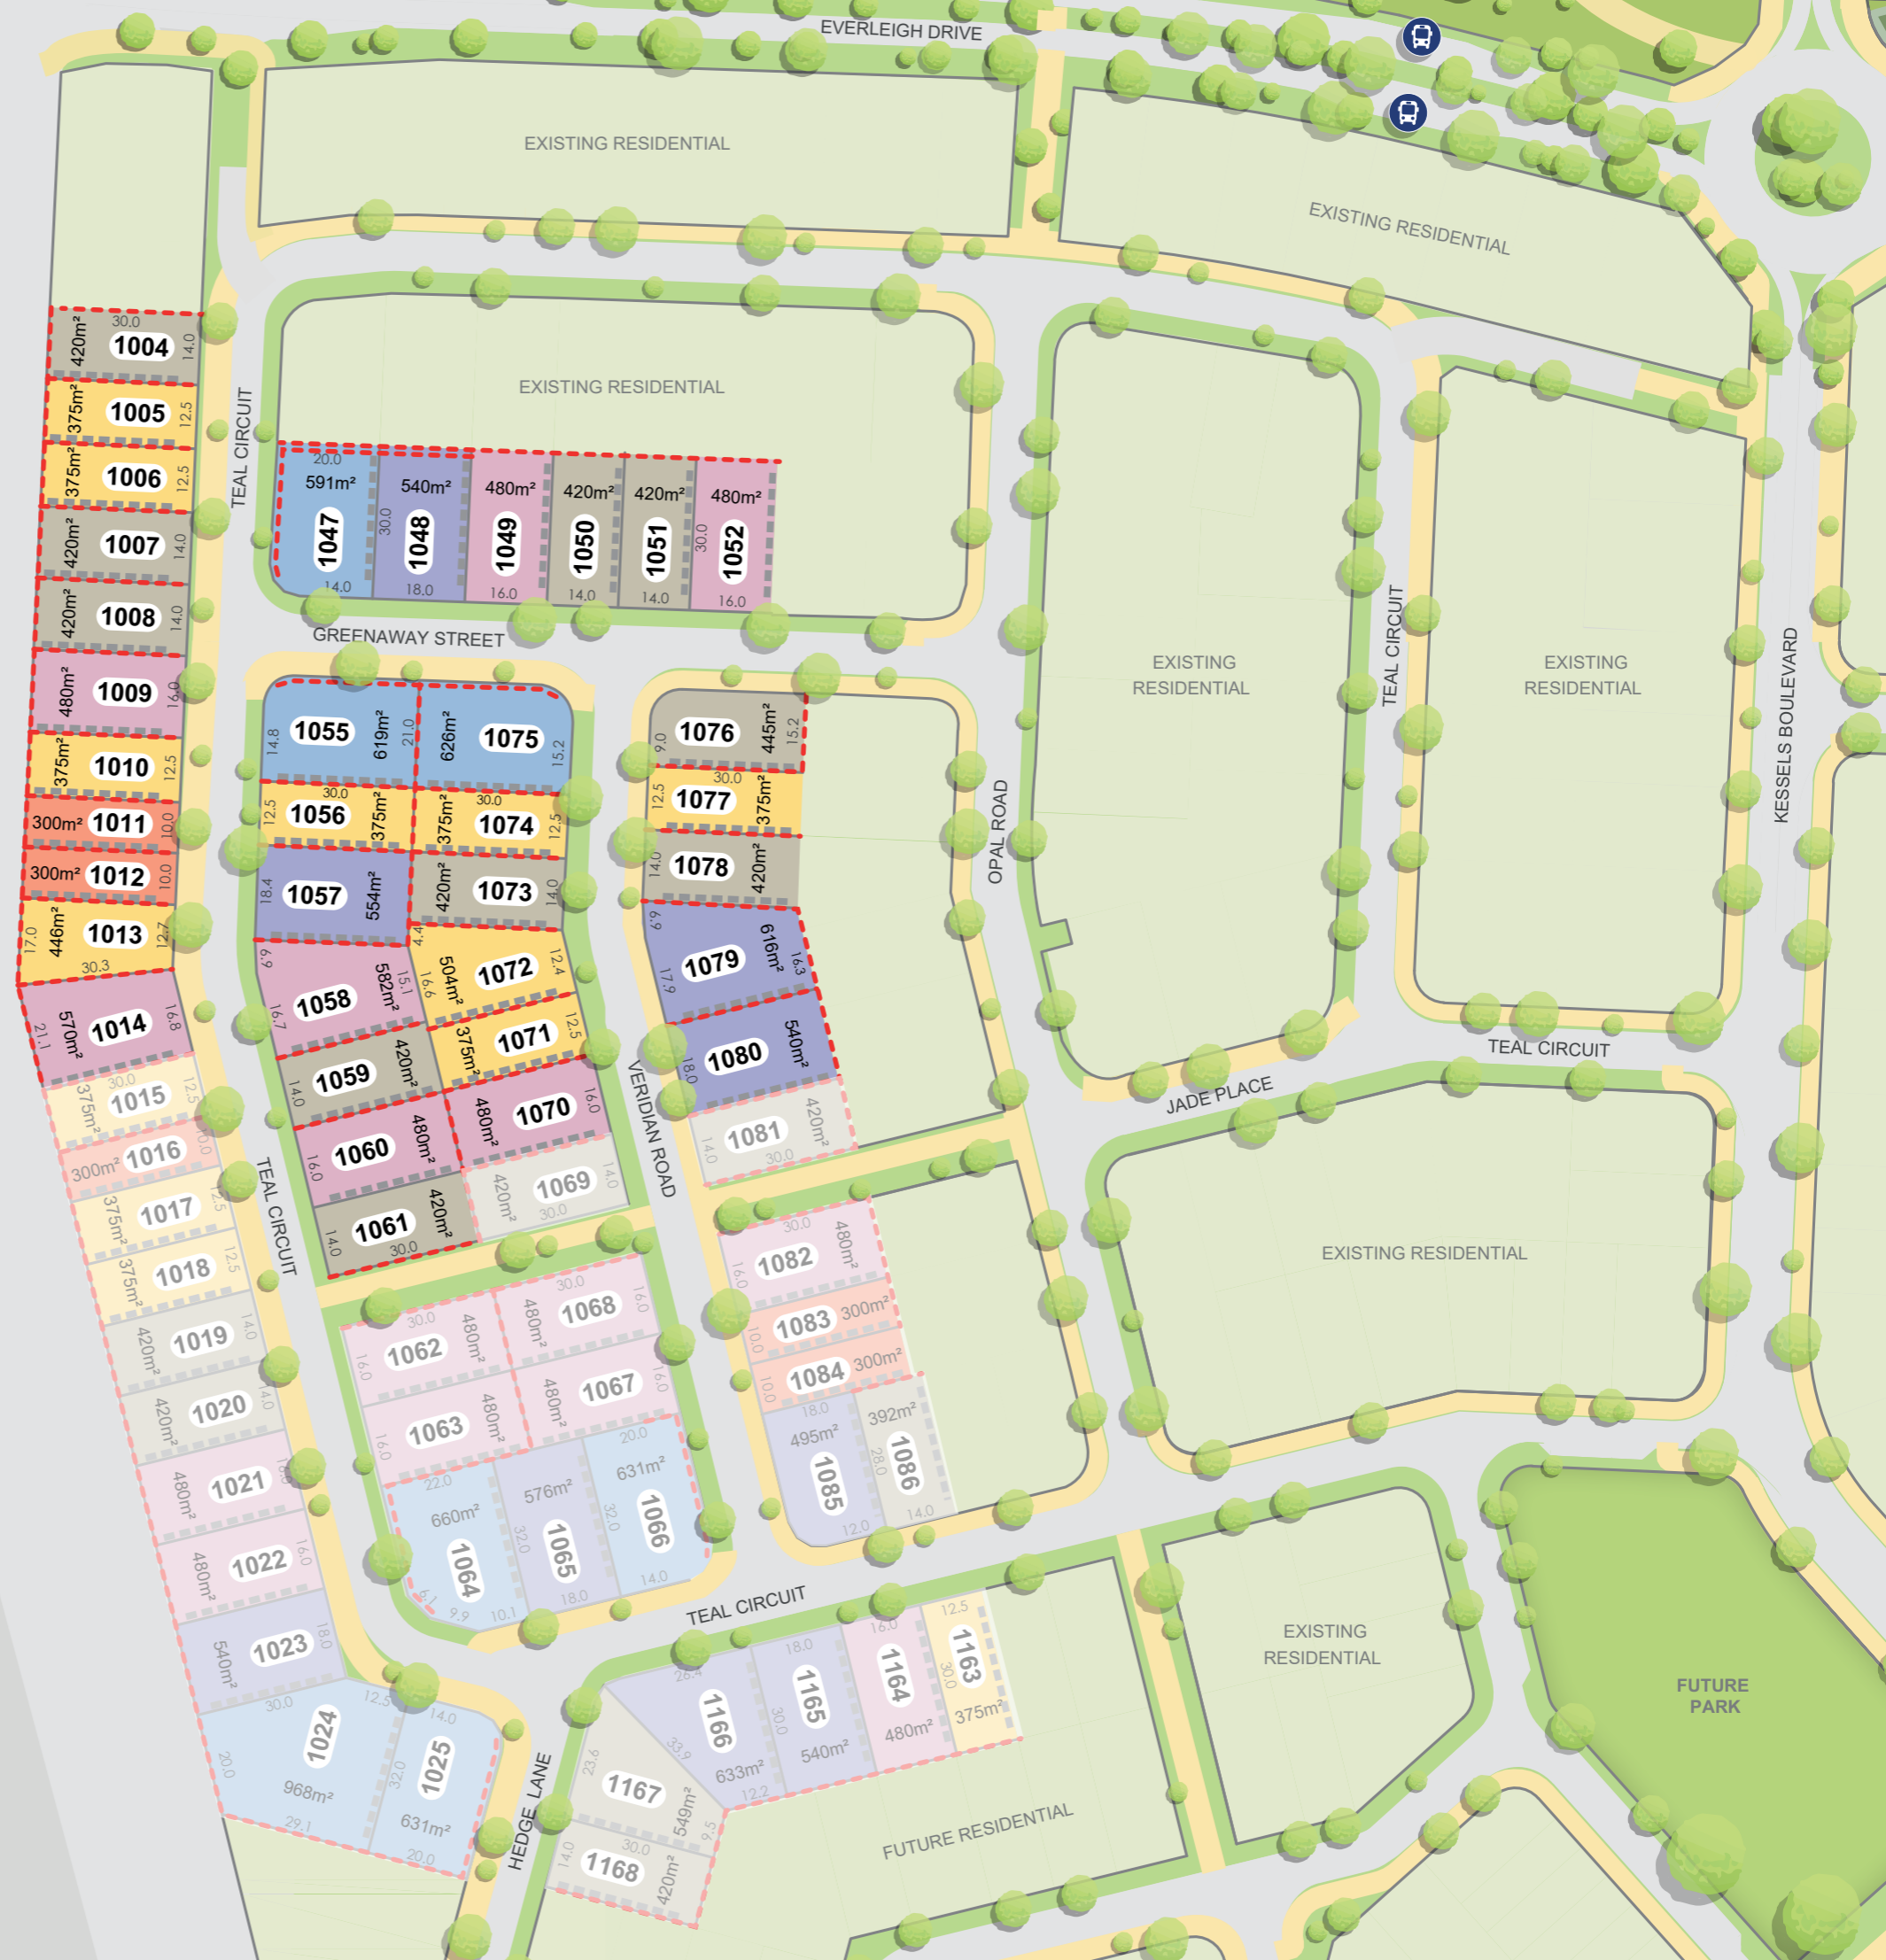 EVERLEIGH DRIVE
EXISTING RESIDENTIAL
EXISTING RESIDENTIAL
EXISTING RESIDENTIAL
TEAL CIRCUIT
30.0
420m²
1004
14.0
375m²
1005
12.5
375m²
1006
12.5
420m²
1007
14.0
420m²
1008
14.0
480m²
1009
16.0
375m²
1010
12.5
300m²
1011
10.0
300m²
1012
10.0
17.0
446m²
1013
12.7
30.3
21.1
570m²
1014
16.8
30.0
375m²
1015
12.5
300m²
1016
10.0
375m²
1017
12.5
375m²
1018
12.5
420m²
1019
14.0
420m²
1020
14.0
480m²
1021
16.0
480m²
1022
16.0
540m²
1023
18.0
30.0
12.5
20.0
1024
968m²
29.1
14.0
32.0
1025
631m²
20.0
20.0
591m²
1047
14.0
540m²
30.0
1048
18.0
480m²
1049
16.0
420m²
1050
14.0
420m²
1051
14.0
480m²
30.0
1052
16.0
GREENAWAY STREET
14.8
1055
619m²
21.0
626m²
1075
15.2
12.5
30.0
1056
375m²
375m²
30.0
1074
12.5
18.4
1057
554m²
420m²
1073
14.0
6.9
16.7
1058
582m²
15.1
4.4
16.6
504m²
1072
12.4
14.0
1059
420m²
375m²
1071
12.5
16.0
1060
480m²
480m²
1070
16.0
14.0
1061
420m²
30.0
420m²
1069
14.0
30.0
9.0
1076
445m²
15.2
12.5
30.0
1077
375m²
14.0
1078
420m²
6.9
17.9
1079
616m²
16.3
18.0
1080
540m²
14.0
1081
420m²
30.0
VERIDIAN ROAD
TEAL CIRCUIT
30.0
16.0
1062
480m²
30.0
480m²
1068
16.0
16.0
1063
480m²
480m²
1067
16.0
22.0
660m²
1064
6.1
9.9
10.1
576m²
32.0
1065
18.0
20.0
631m²
32.0
1066
14.0
30.0
16.0
1082
480m²
10.0
1083
300m²
10.0
1084
300m²
18.0
495m²
1085
12.0
392m²
28.0
1086
14.0
TEAL CIRCUIT
HEDGE LANE
26.4
33.9
1166
633m²
12.2
18.0
30.0
1165
540m²
16.0
1164
480m²
12.5
30.0
1163
375m²
23.6
1167
549m²
9.5
30.0
14.0
1168
420m²
OPAL ROAD
EXISTING
RESIDENTIAL
TEAL CIRCUIT
EXISTING
RESIDENTIAL
KESSELS BOULEVARD
TEAL CIRCUIT
JADE PLACE
EXISTING RESIDENTIAL
EXISTING
RESIDENTIAL
FUTURE
PARK
FUTURE RESIDENTIAL